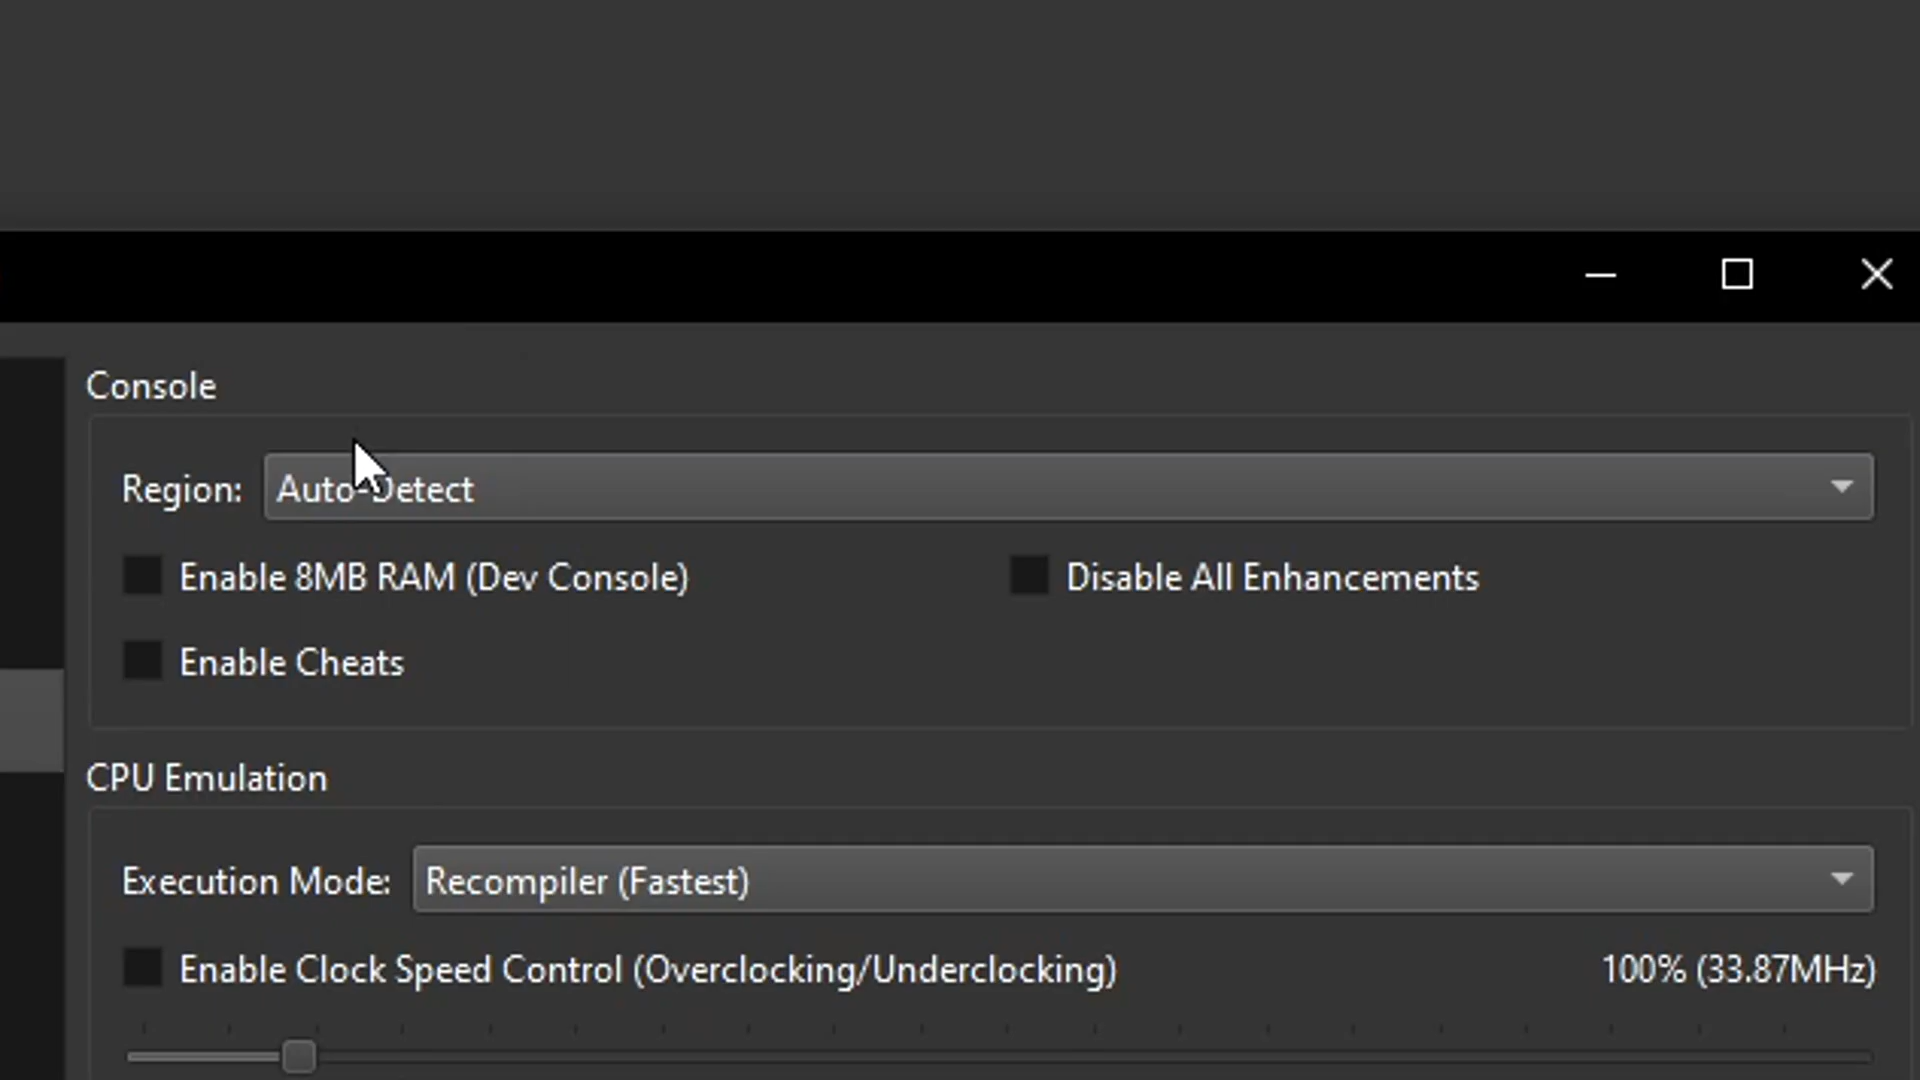 Console
Region: Auto-Detect
Enable 8MB RAM (Dev Console) Disable All Enhancements
Enable Cheats
CPU Emulation
Execution Mode: Recompiler (Fastest)
Enable Clock Speed Control (Overclocking/Underclocking) 100% (33.87MHz)